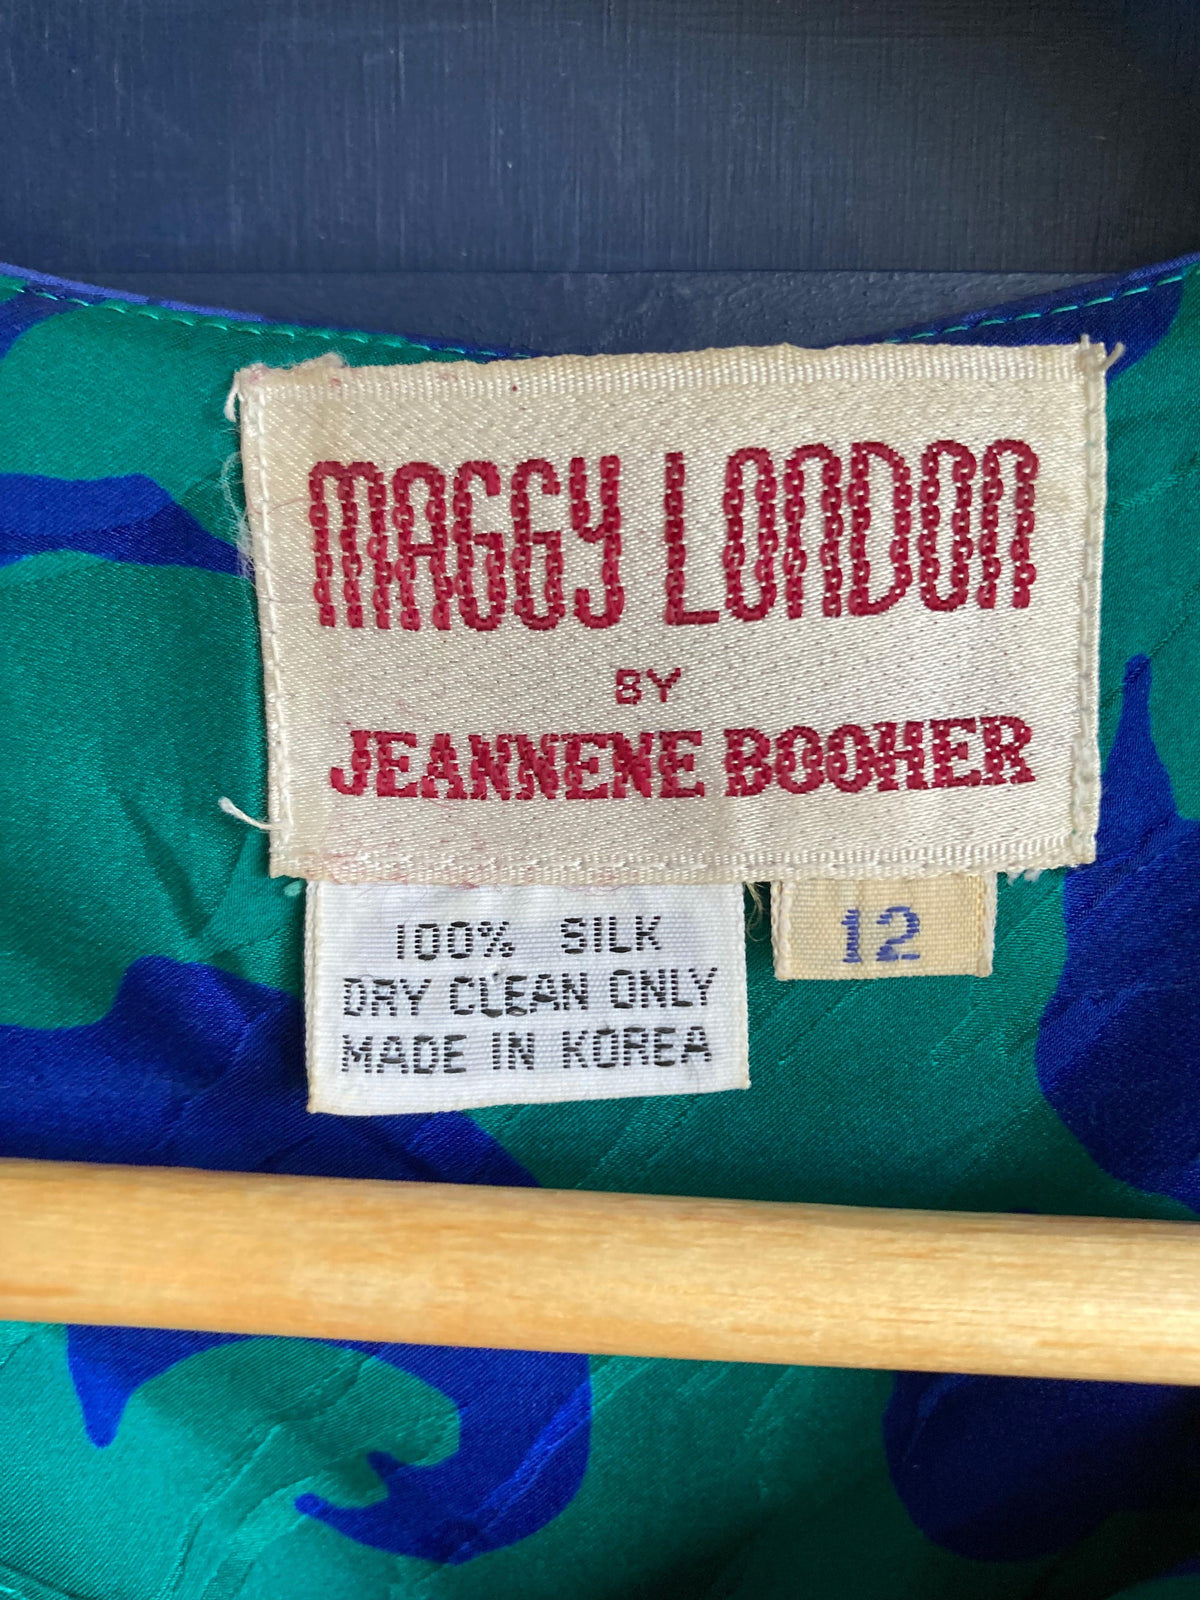 MAGGY LONDON
BY
JEANNENE BOOHER
100% SILK
DRY CLEAN ONLY
MADE IN KOREA
12